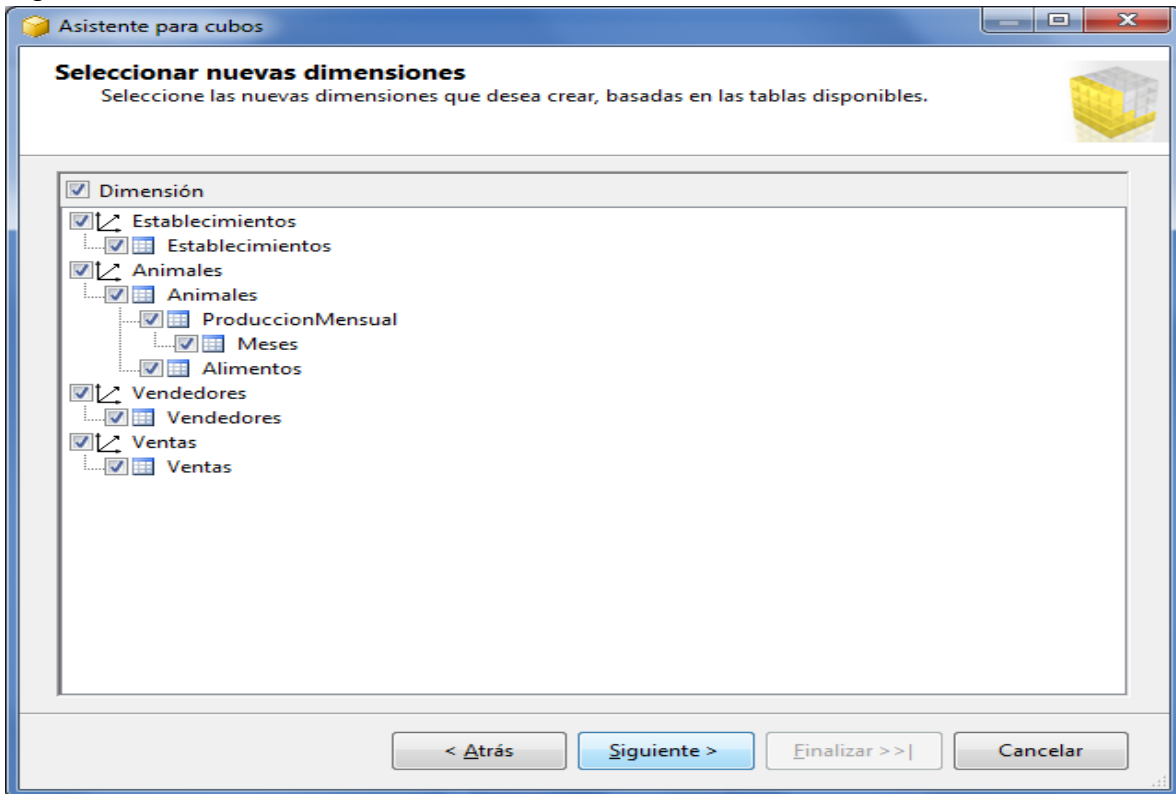 Asistente para cubos
Seleccionar nuevas dimensiones
Seleccione las nuevas dimensiones que desea crear, basadas en las tablas disponibles.
Dimensión
Establecimientos
Establecimientos
Animales
Animales
ProduccionMensual
Meses
Alimentos
Vendedores
Vendedores
Ventas
Ventas
< Atrás Siguiente > Finalizar >>| Cancelar